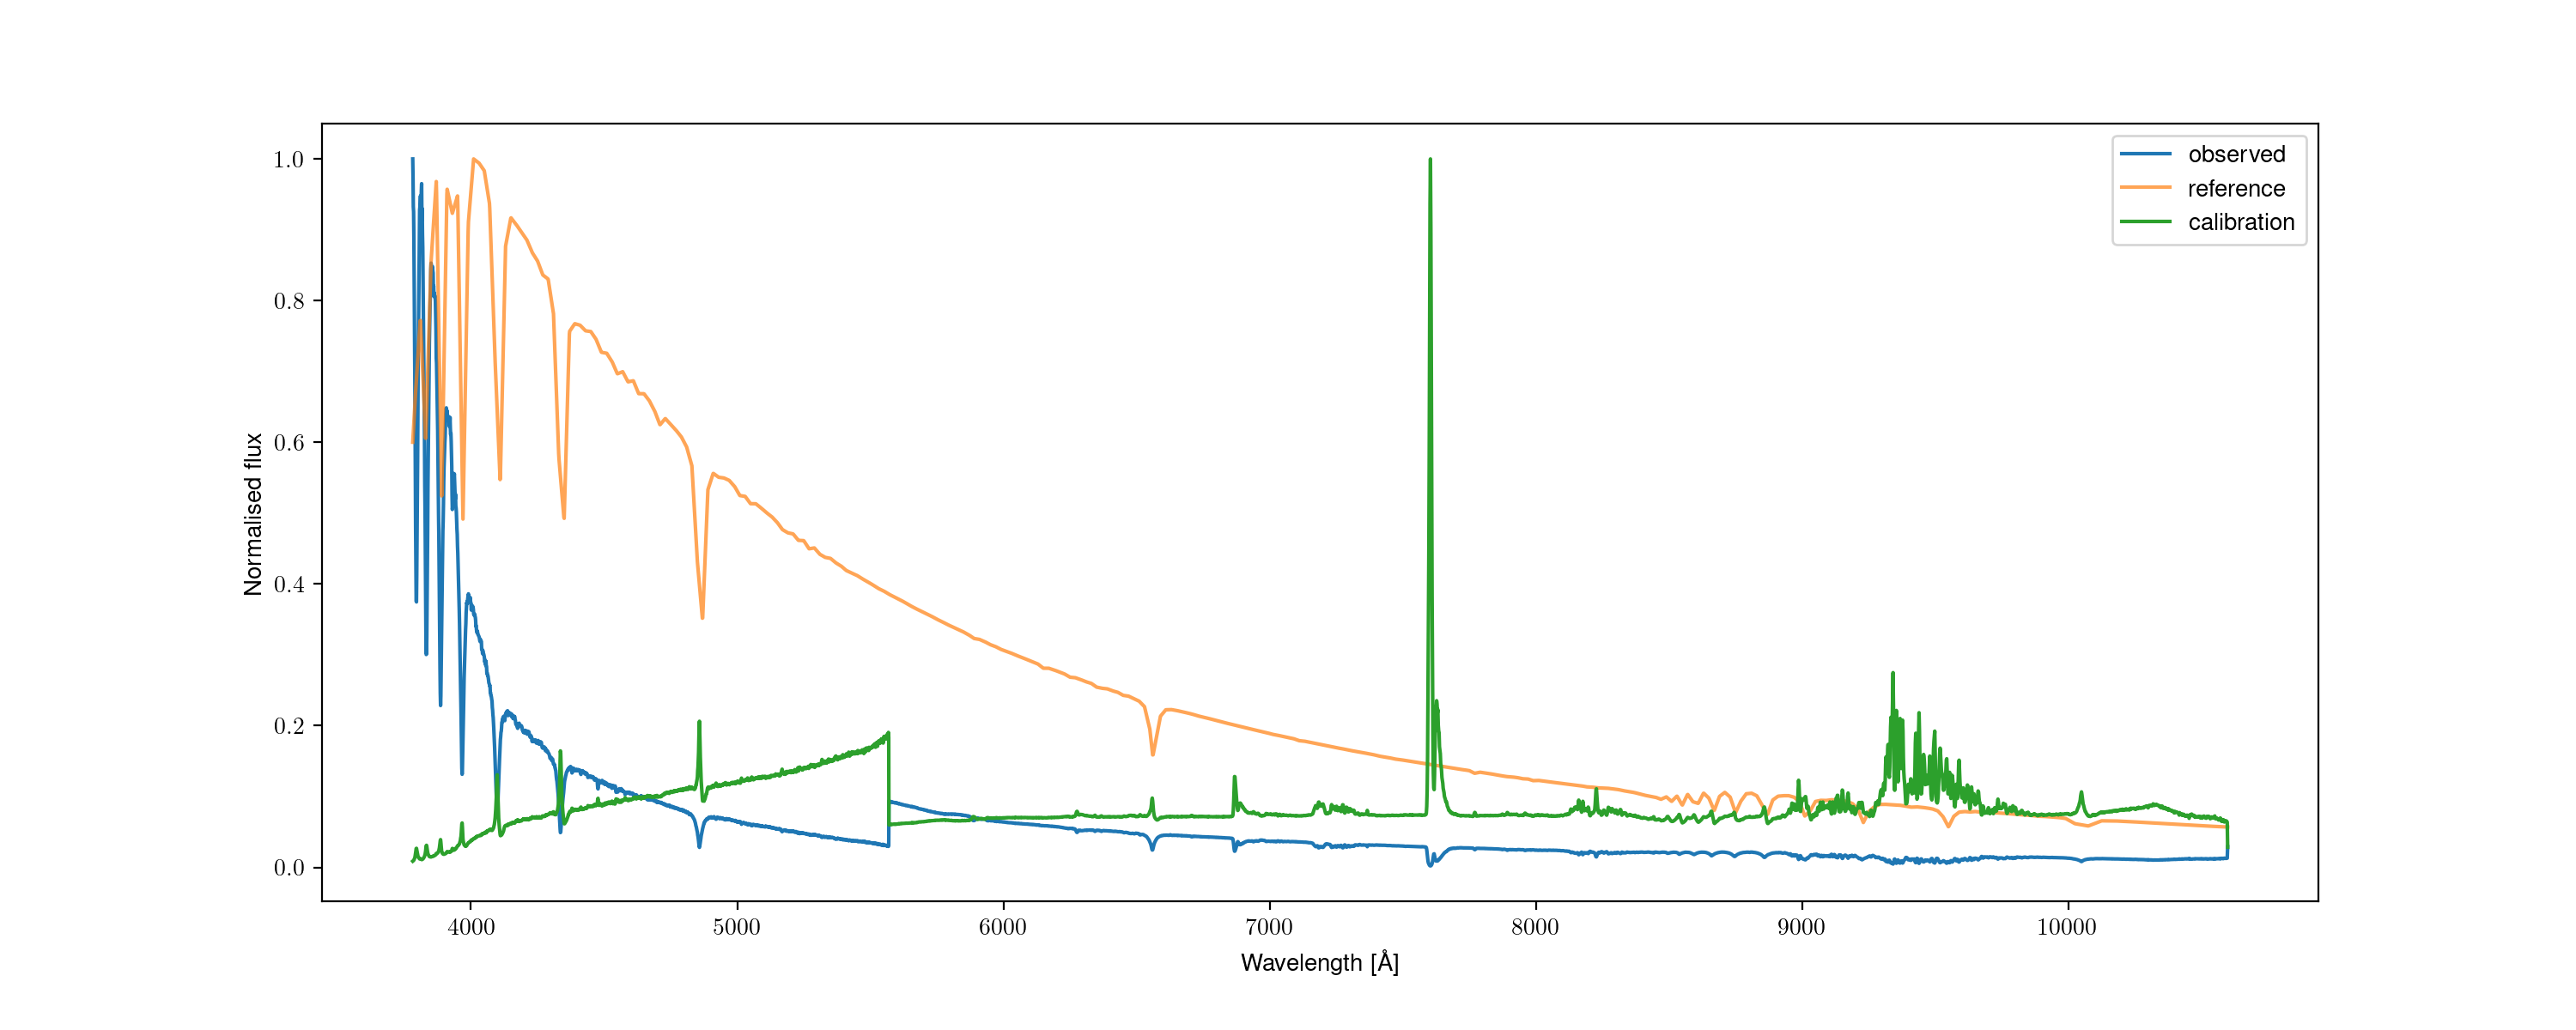 observed
reference
calibration
1.0
0.8
0.6
0.4
0.2
0.0
Normalised flux
4000 5000 6000 7000 8000 9000 10000
Wavelength [Å]